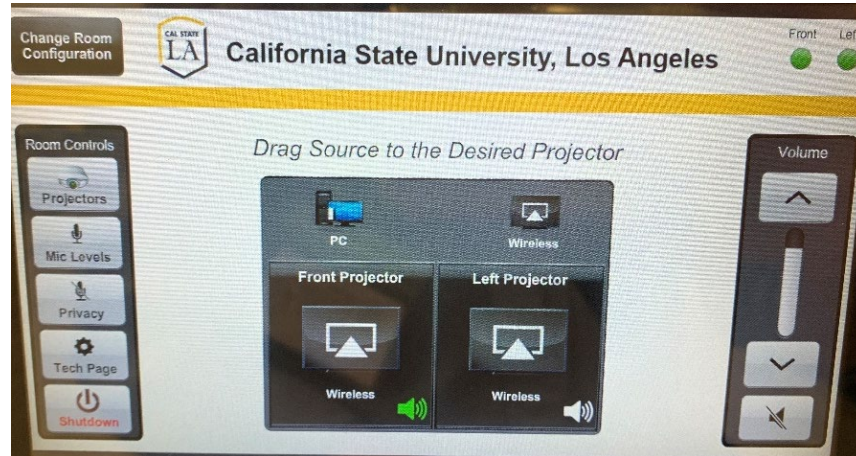 Change Room
Configuration
CAL STATE
LA
California State University, Los Angeles
Front
Left
Room Controls
Projectors
Mic Levels
Privacy
Tech Page
Shutdown
Drag Source to the Desired Projector
PC
Wireless
Front Projector
Wireless
Left Projector
Wireless
Volume